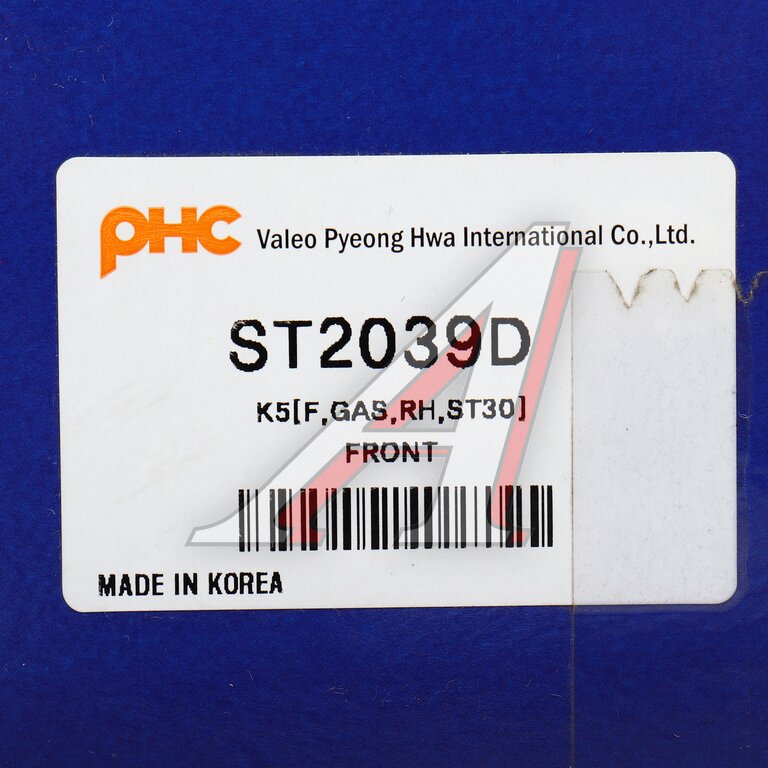 PHC Valeo Pyeong Hwa International Co.,Ltd.
ST2039D
K5[F,GAS,RH,ST30]
FRONT
MADE IN KOREA